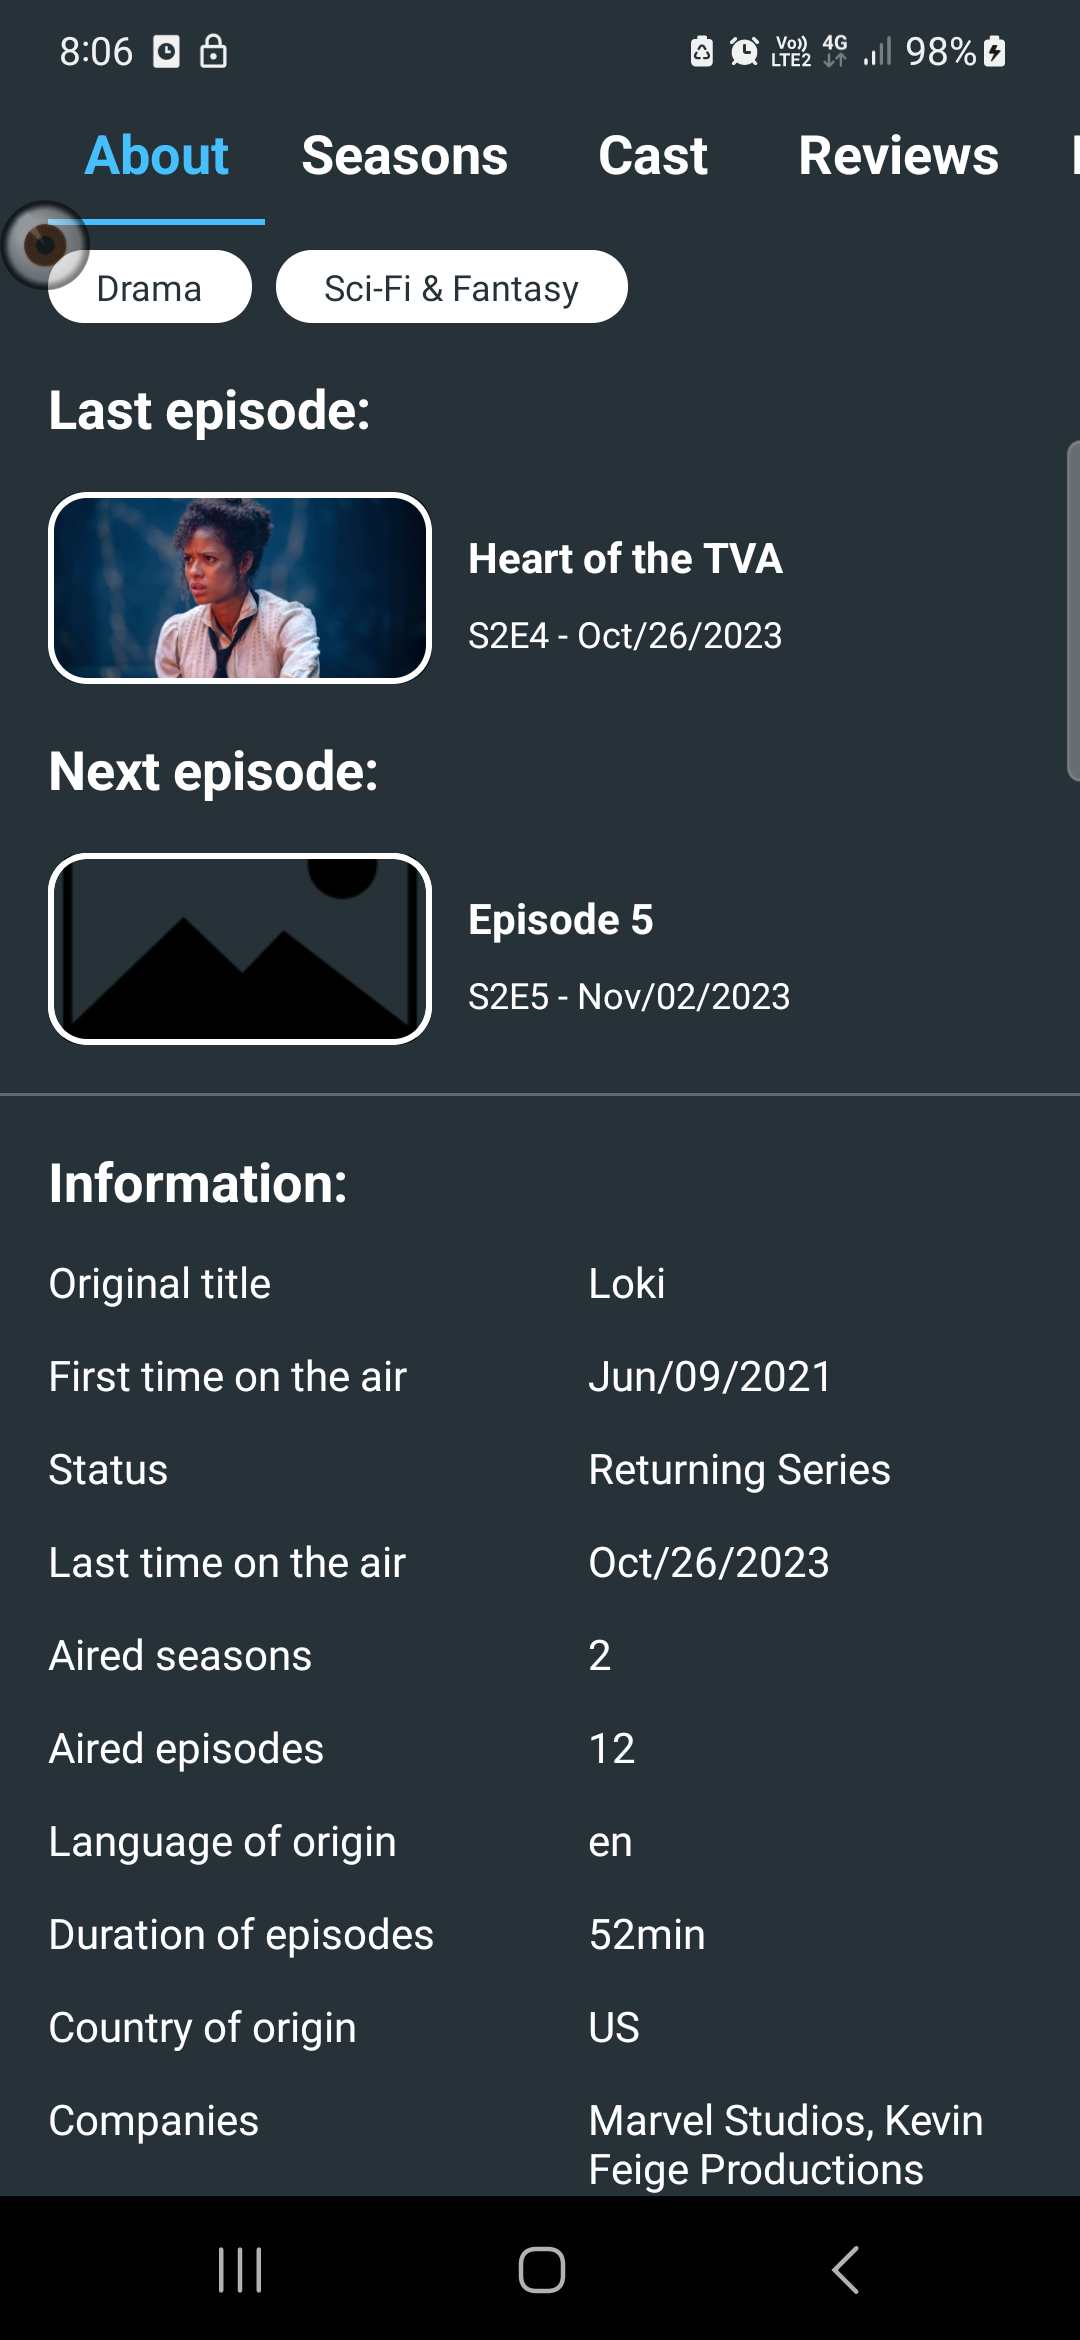 8:06
Vo)) LTE2 4G 98%
About Seasons Cast Reviews
Drama Sci-Fi & Fantasy
Last episode:
Heart of the TVA
S2E4 - Oct/26/2023
Next episode:
Episode 5
S2E5 - Nov/02/2023
Information:
Original title Loki
First time on the air Jun/09/2021
Status Returning Series
Last time on the air Oct/26/2023
Aired seasons 2
Aired episodes 12
Language of origin en
Duration of episodes 52min
Country of origin US
Companies Marvel Studios, Kevin
Feige Productions